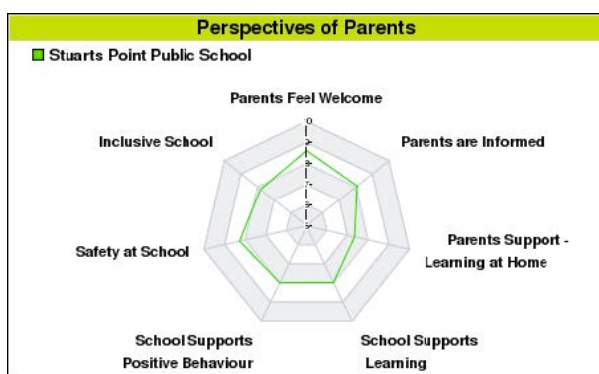 Perspectives of Parents
Stuarts Point Public School
Parents Feel Welcome
Inclusive School
Parents are Informed
Safety at School
Parents Support -
Learning at Home
School Supports
Positive Behaviour
School Supports
Learning